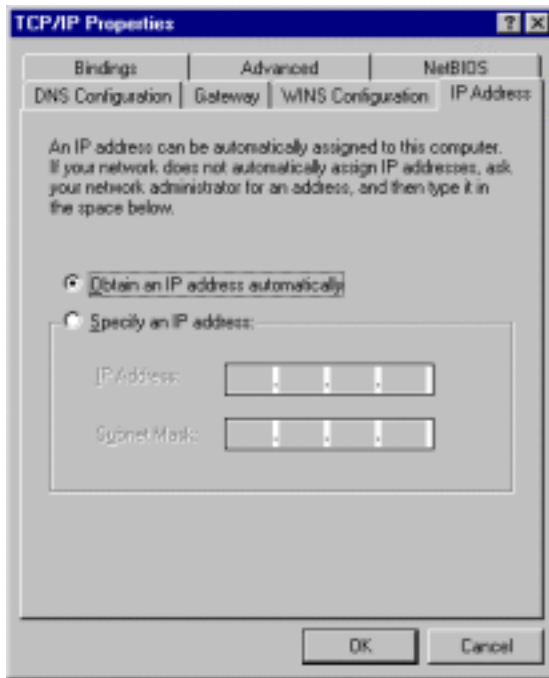 TCP/IP Properties
Bindings Advanced NetBIOS
DNS Configuration Gateway WINS Configuration IP Address
An IP address can be automatically assigned to this computer.
If your network does not automatically assign IP addresses, ask
your network administrator for an address, and then type it in
the space below.
Obtain an IP address automatically
Specify an IP address:
IP Address:
Subnet Mask:
OK Cancel